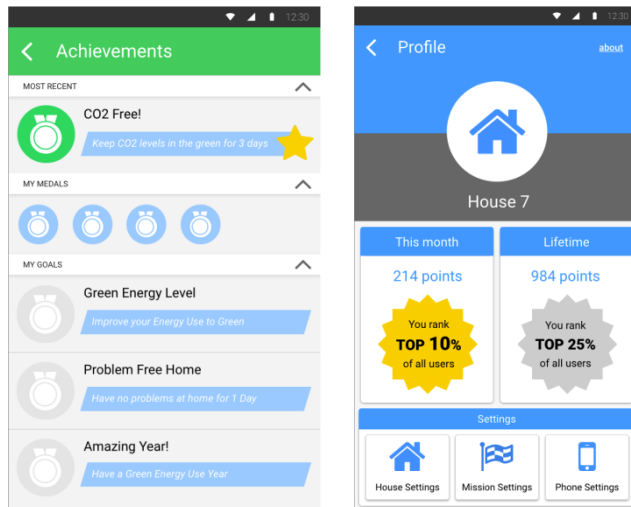 12:30
Achievements
MOST RECENT
CO2 Free!
Keep CO2 levels in the green for 3 days
MY MEDALS
MY GOALS
Green Energy Level
Improve your Energy Use to Green
Problem Free Home
Have no problems at home for 1 Day
Amazing Year!
Have a Green Energy Use Year
12:30
Profile
about
House 7
This month
Lifetime
214 points
984 points
You rank
TOP 10%
of all users
You rank
TOP 25%
of all users
Settings
House Settings
Mission Settings
Phone Settings